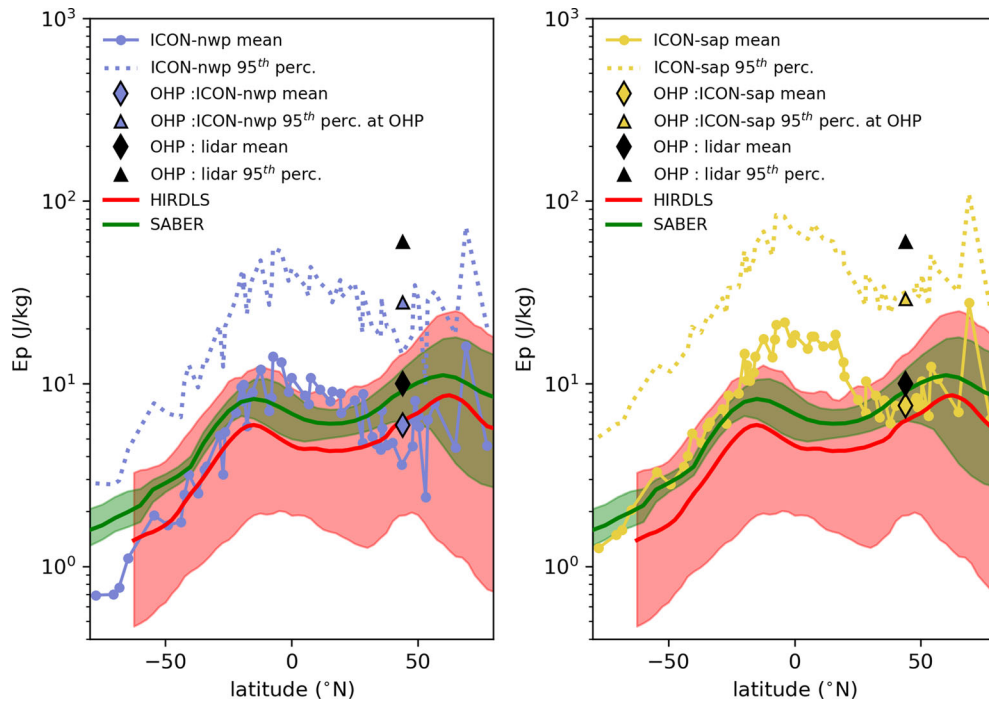 10³
ICON-nwp mean
ICON-nwp 95ᵗʰ perc.
OHP :ICON-nwp mean
OHP :ICON-nwp 95ᵗʰ perc. at OHP
OHP : lidar mean
OHP : lidar 95ᵗʰ perc.
HIRDLS
SABER
10²
10¹
10⁰
Ep (J/kg)
−50
0
50
latitude (°N)
10³
ICON-sap mean
ICON-sap 95ᵗʰ perc.
OHP :ICON-sap mean
OHP :ICON-sap 95ᵗʰ perc. at OHP
OHP : lidar mean
OHP : lidar 95ᵗʰ perc.
HIRDLS
SABER
10²
10¹
10⁰
Ep (J/kg)
−50
0
50
latitude (°N)